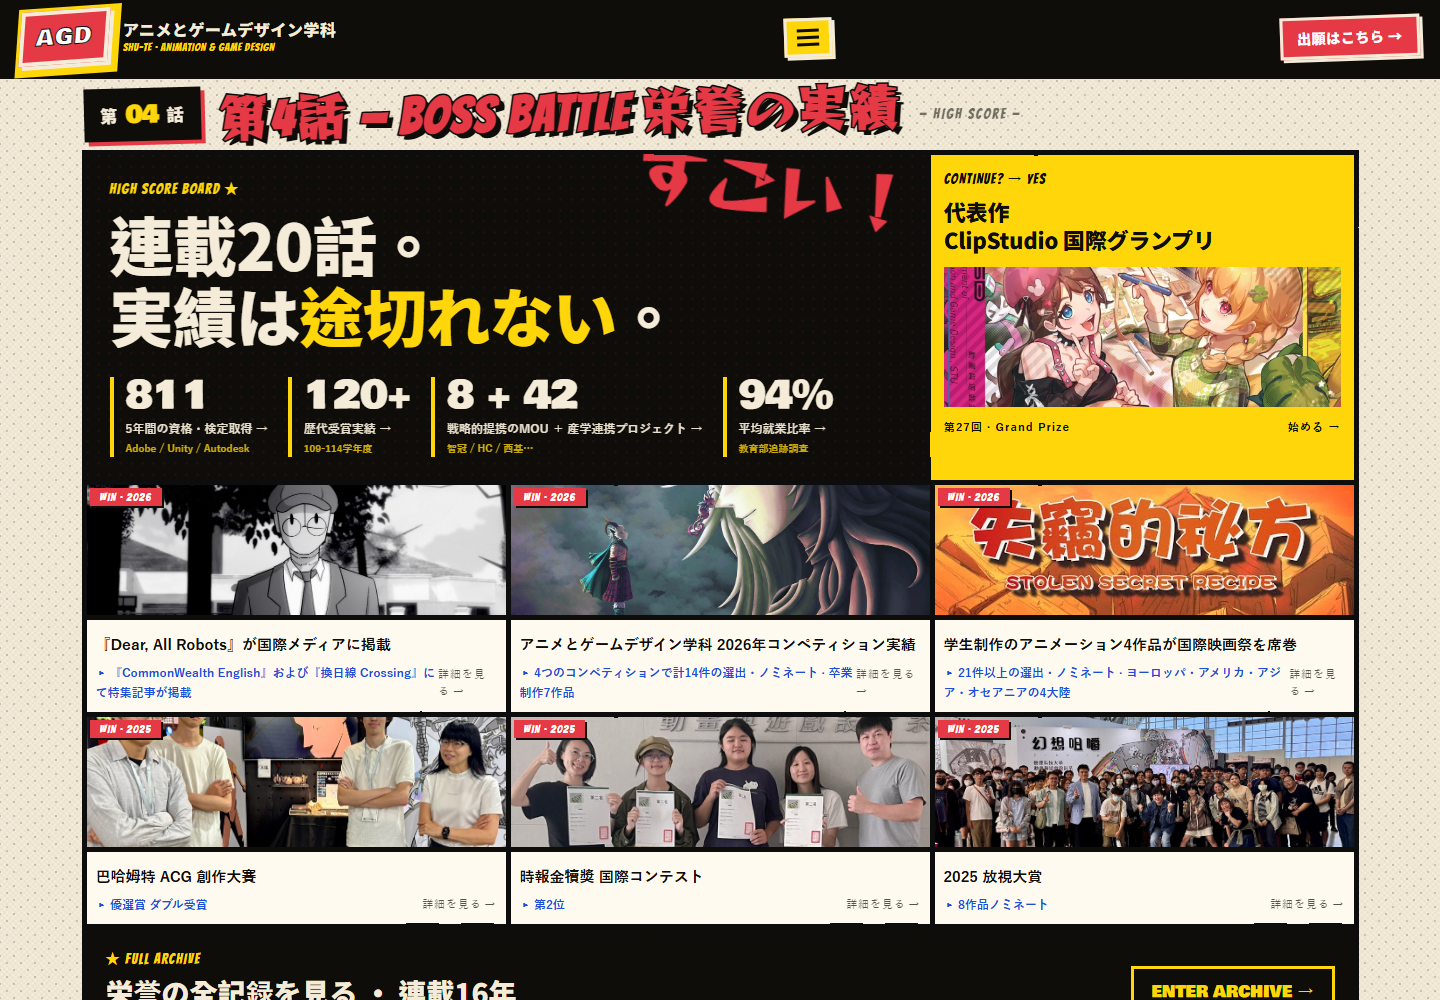 AGD
アニメとゲームデザイン学科
SHU-TE · ANIMATION & GAME DESIGN
出願はこちら →
第 04 話
第4話 – BOSS BATTLE 栄誉の実績
– HIGH SCORE –
すごい！
HIGH SCORE BOARD ★
連載20話。
実績は途切れない。
811
5年間の資格・検定取得 →
Adobe / Unity / Autodesk
120+
歴代受賞実績 →
109-114学年度
8 + 42
戦略的提携のMOU + 産学連携プロジェクト →
智冠 / HC / 西基…
94%
平均就業比率 →
教育部追跡調査
CONTINUE? → YES
代表作
ClipStudio 国際グランプリ
第27回 · Grand Prize
始める →
WIN · 2026
『Dear, All Robots』が国際メディアに掲載
▸ 『CommonWealth English』および『換日線 Crossing』にて特集記事が掲載
詳細を見る →
WIN · 2026
アニメとゲームデザイン学科 2026年コンペティション実績
▸ 4つのコンペティションで計14件の選出・ノミネート · 卒業制作7作品
詳細を見る →
WIN · 2026
失竊的祕方
STOLEN SECRET RECIPE
学生制作のアニメーション4作品が国際映画祭を席巻
▸ 21件以上の選出・ノミネート · ヨーロッパ・アメリカ・アジア・オセアニアの4大陸
詳細を見る →
WIN · 2025
巴哈姆特 ACG 創作大賽
▸ 優選賞 ダブル受賞
詳細を見る →
WIN · 2025
時報金犢獎 国際コンテスト
▸ 第2位
詳細を見る →
WIN · 2025
幻想咀嚼
2025 放視大賞
▸ 8作品ノミネート
詳細を見る →
★ FULL ARCHIVE
栄誉の全記録を見る ・ 連載16年
ENTER ARCHIVE →